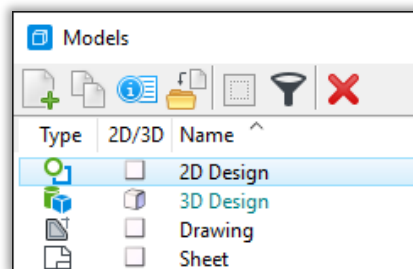 Models
Type 2D/3D Name
2D Design
3D Design
Drawing
Sheet